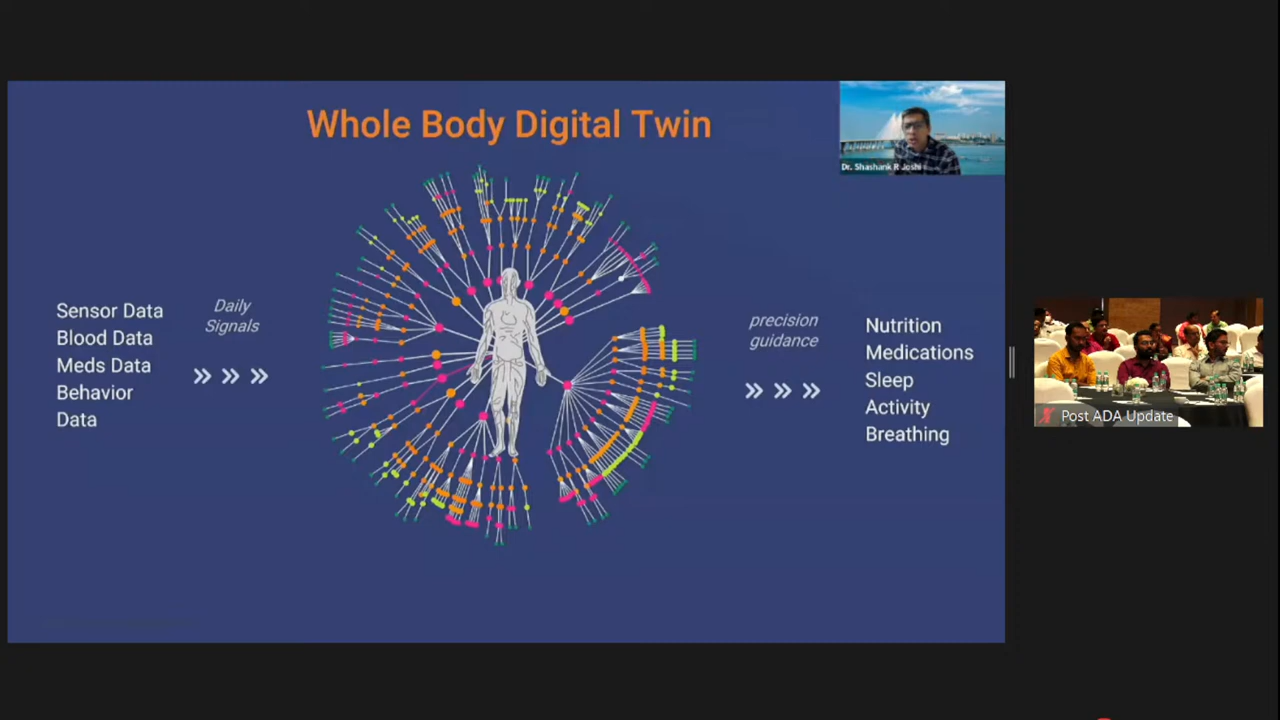 Whole Body Digital Twin
Dr. Shashank R Joshi
Sensor Data
Blood Data
Meds Data
Behavior
Data
Daily
Signals
precision
guidance
Nutrition
Medications
Sleep
Activity
Breathing
Post ADA Update